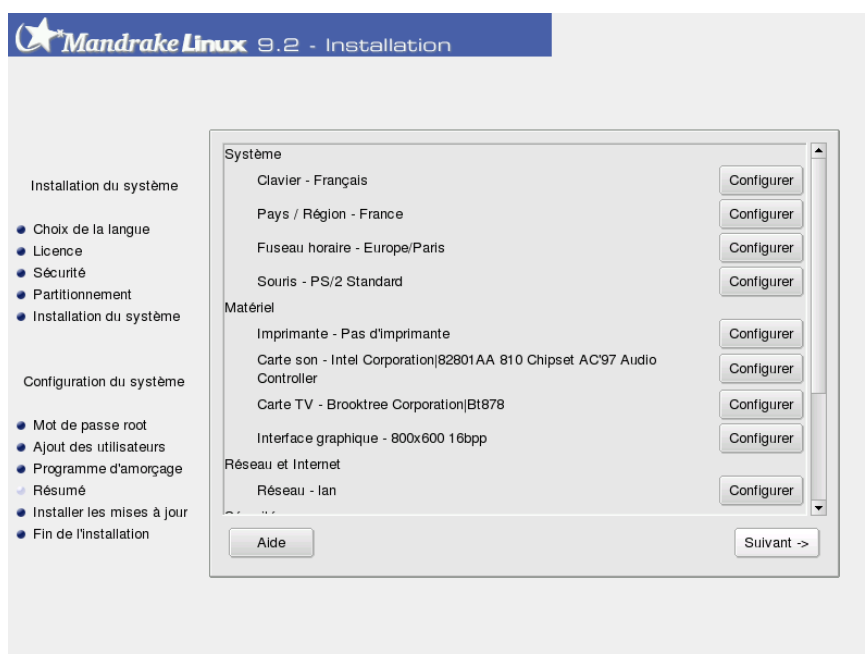 Mandrake Linux 9.2 - Installation
Installation du système
Choix de la langue
Licence
Sécurité
Partitionnement
Installation du système
Configuration du système
Mot de passe root
Ajout des utilisateurs
Programme d'amorçage
Résumé
Installer les mises à jour
Fin de l'installation
Système
Clavier - Français
Configurer
Pays / Région - France
Configurer
Fuseau horaire - Europe/Paris
Configurer
Souris - PS/2 Standard
Configurer
Matériel
Imprimante - Pas d'imprimante
Configurer
Carte son - Intel Corporation|82801AA 810 Chipset AC'97 Audio
Controller
Configurer
Carte TV - Brooktree Corporation|Bt878
Configurer
Interface graphique - 800x600 16bpp
Configurer
Réseau et Internet
Réseau - lan
Configurer
Aide
Suivant ->